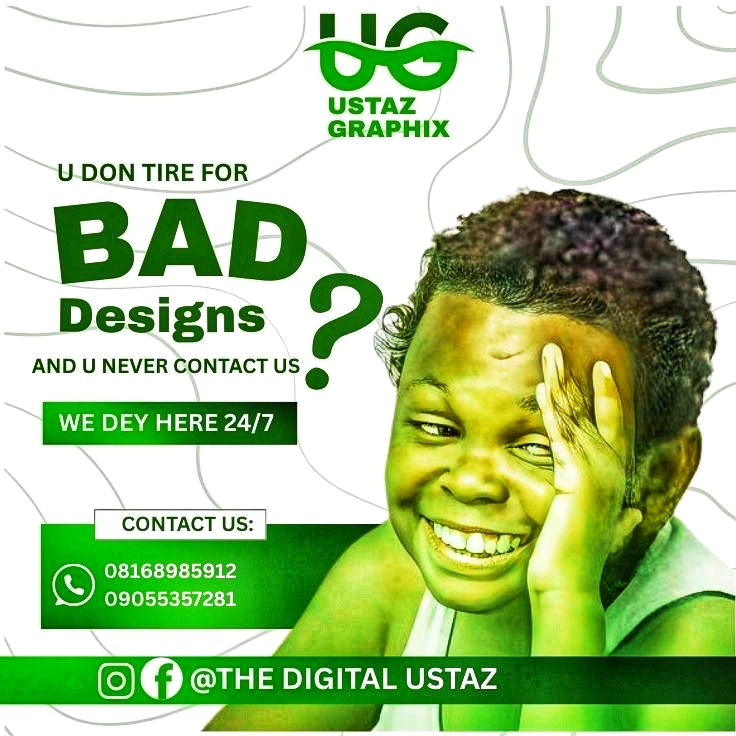 UG
USTAZ
GRAPHIX
U DON TIRE FOR
BAD
Designs
?
AND U NEVER CONTACT US
WE DEY HERE 24/7
CONTACT US:
08168985912
09055357281
@THE DIGITAL USTAZ